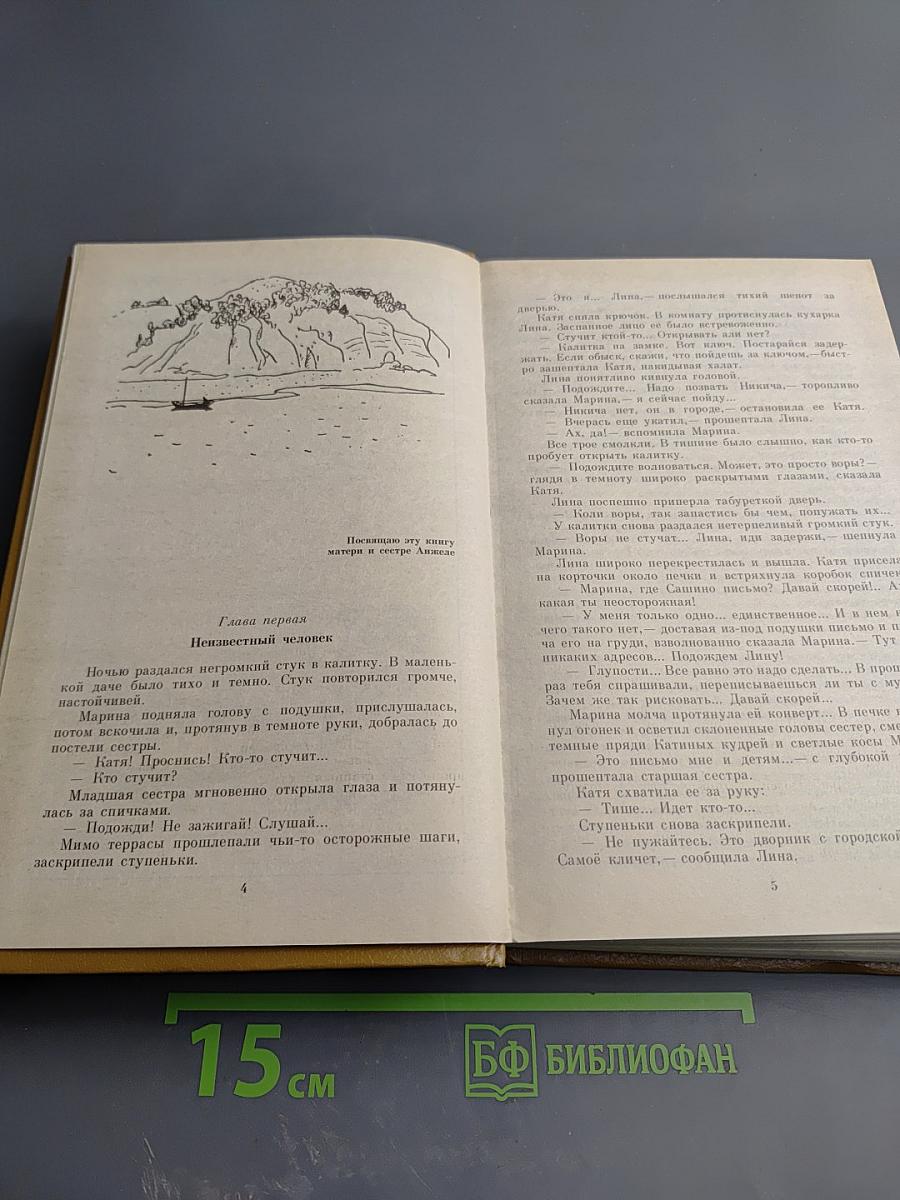 Посвящаю эту книгу
матери и сестре Анжеле
Глава первая
Неизвестный человек
Ночью раздался негромкий стук в калитку. В малень-
кой даче было тихо и темно. Стук повторился громче,
настойчивей.
Марина подняла голову с подушки, прислушалась,
потом вскочила и, протянув в темноте руки, добралась до
постели сестры.
— Катя! Проснись! Кто-то стучит...
— Кто стучит?
Младшая сестра мгновенно открыла глаза и потяну-
лась за спичками.
— Подожди! Не зажигай! Слушай...
Мимо террасы прошлепали чьи-то осторожные шаги,
заскрипели ступеньки.
4
— Это я... Лина,— послышался тихий шепот за
дверью.
Катя сняла крючок. В комнату протиснулась кухарка
Лина. Заспанное лицо ее было встревоженно.
— Стучит ктой-то... Открывать али нет?
— Калитка на замке. Вот ключ. Постарайся задер-
жать. Если обыск, скажи, что пойдешь за ключом,— быст-
ро зашептала Катя, накидывая халат.
Лина понятливо кивнула головой.
— Подождите... Надо позвать Никича,— торопливо
сказала Марина,— я сейчас пойду...
— Никича нет, он в городе,— остановила ее Катя.
— Вчерась еще укатил,— прошептала Лина.
— Ах, да!— вспомнила Марина.
Все трое смолкли. В тишине было слышно, как кто-то
пробует открыть калитку.
— Подождите волноваться. Может, это просто воры?—
глядя в темноту широко раскрытыми глазами, сказала
Катя.
Лина поспешно приперла табуреткой дверь.
— Коли воры, так запастись бы чем, попужать их...
У калитки снова раздался нетерпеливый громкий стук.
— Воры не стучат... Лина, иди задержи,— шепнула
Марина.
Лина широко перекрестилась и вышла. Катя присела
на корточки около печки и встряхнула коробок
— Марина, где Сашино письмо? Давай скорей!..
какая ты неосторожная!
— У меня только одно... единственное... И в нем
чего такого нет,— доставая из-под подушки письмо и
ча его на груди, взволнованно сказала Марина.— Тут
никаких адресов... Подождем Лину!
— Глупости... Все равно это надо сделать... В
раз тебя спрашивали, переписываешься ли ты с
Зачем же так рисковать... Давай скорей...
Марина молча протянула ей конверт... В печке
нул огонек и осветил склоненные головы сестер,
темные пряди Катиных кудрей и светлые косы
— Это письмо мне и детям...— с глубокой
прошептала старшая сестра.
Катя схватила ее за руку:
— Тише... Идет кто-то...
Ступеньки снова заскрипели.
— Не пужайтесь. Это дворник с городской
Самоё кличет,— сообщила Лина.
5
15 см
БФ БИБЛИОФАН